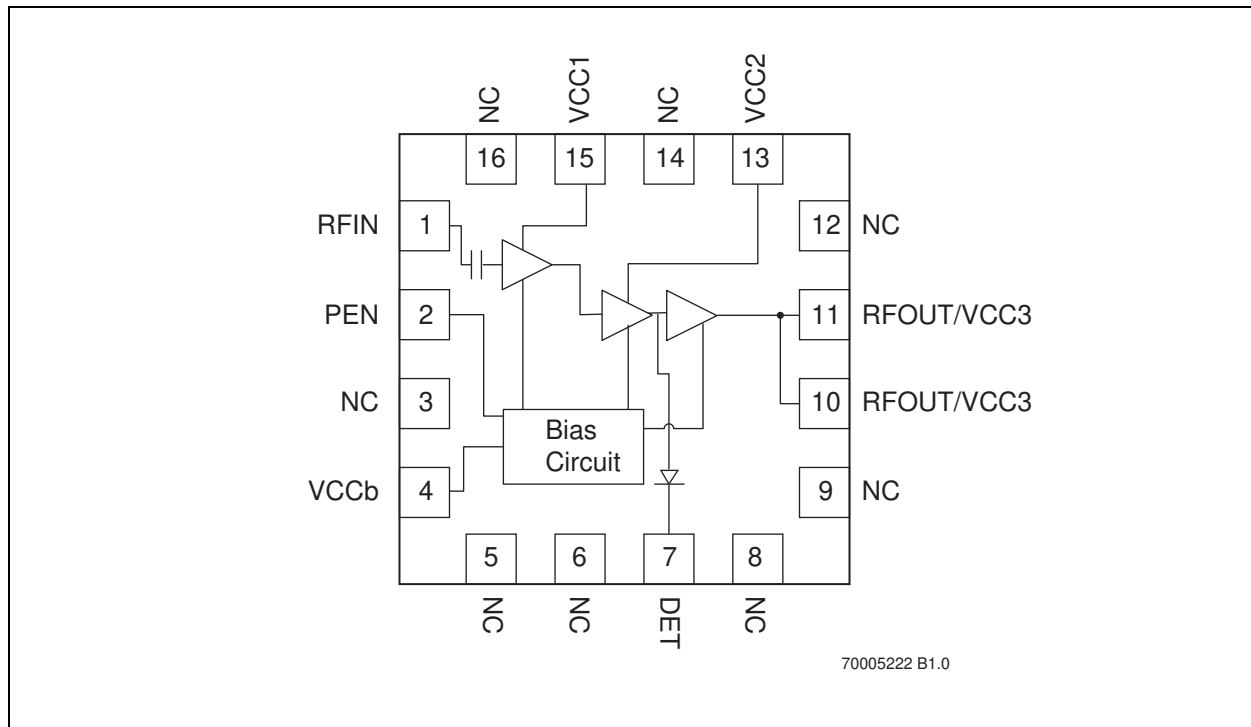 NC
VCC1
NC
VCC2
16
15
14
13
RFIN
1
12
NC
PEN
2
11
RFOUT/VCC3
NC
3
10
RFOUT/VCC3
Bias
Circuit
VCCb
4
9
NC
5
6
7
8
NC
NC
DET
NC
70005222 B1.0